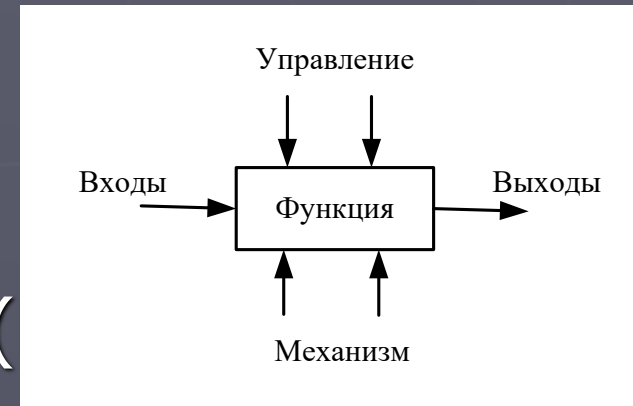 Управление
Входы
Выходы
Функция
(
Механизм